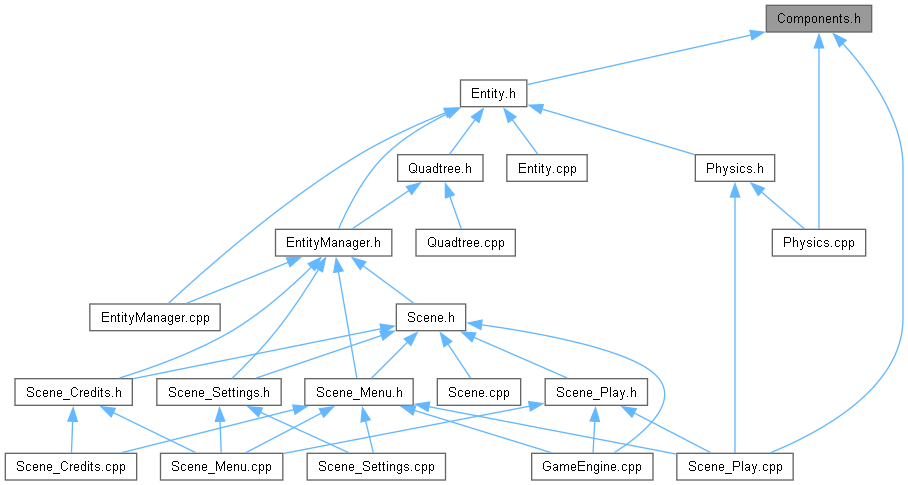 Components.h
Entity.h
Quadtree.h
Entity.cpp
Physics.h
EntityManager.h
Quadtree.cpp
Physics.cpp
EntityManager.cpp
Scene.h
Scene_Credits.h
Scene_Settings.h
Scene_Menu.h
Scene.cpp
Scene_Play.h
Scene_Credits.cpp
Scene_Menu.cpp
Scene_Settings.cpp
GameEngine.cpp
Scene_Play.cpp